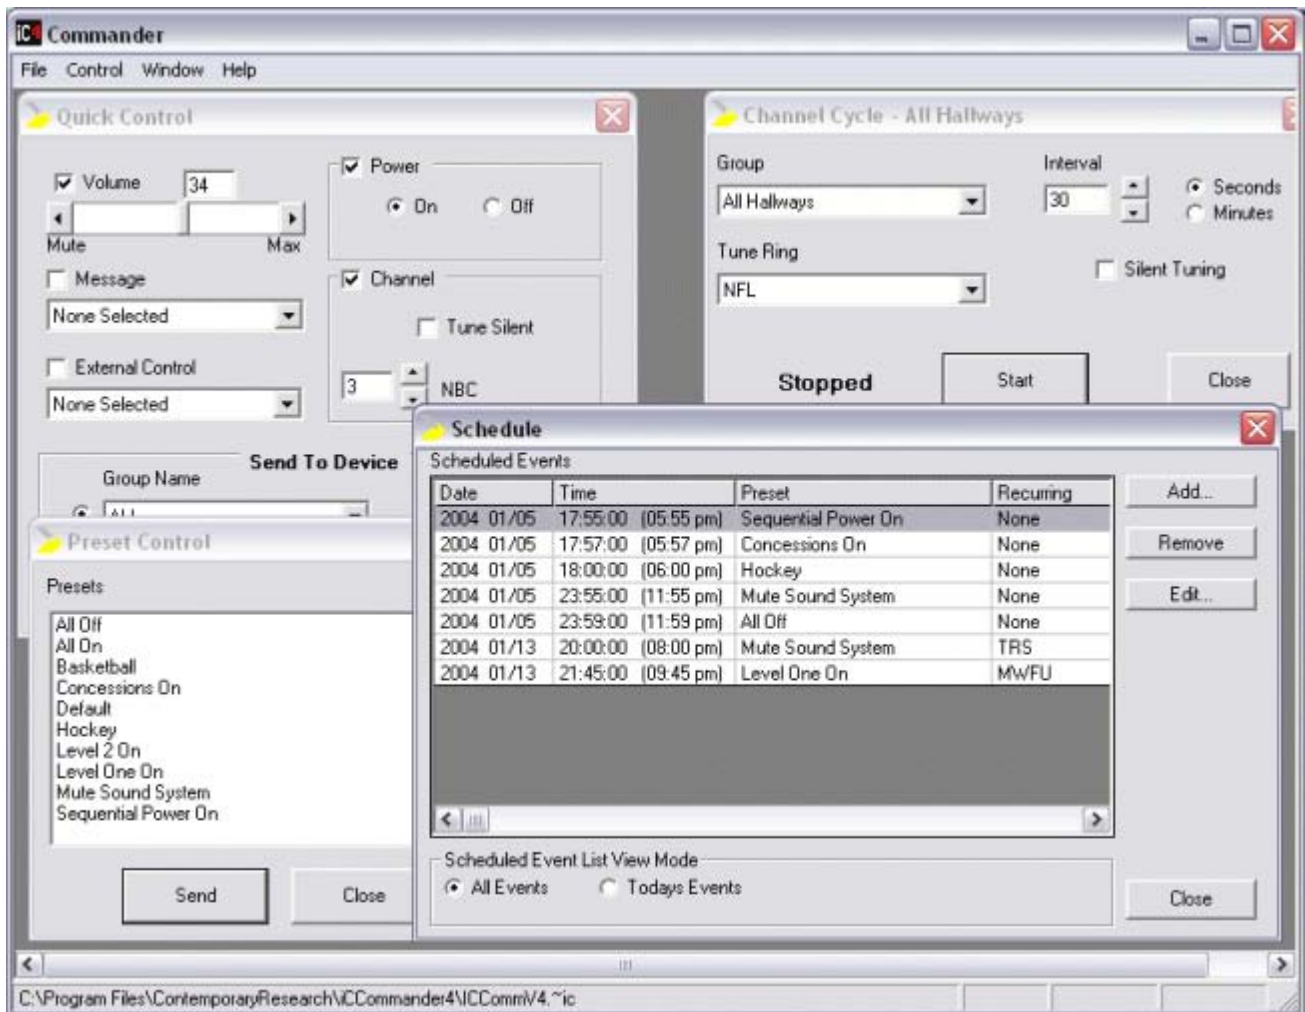 iC Commander
File Control Window Help
Quick Control
Volume 34
Mute Max
Message
None Selected
External Control
None Selected
Power
On Off
Channel
Tune Silent
3 NBC
Send To Device
Group Name
Channel Cycle - All Hallways
Group
All Hallways
Interval
30
Seconds
Minutes
Tune Ring
NFL
Silent Tuning
Stopped Start Close
Preset Control
Presets
All Off
All On
Basketball
Concessions On
Default
Hockey
Level 2 On
Level One On
Mute Sound System
Sequential Power On
Send Close
Schedule
Scheduled Events
Date Time Preset Recurring
2004 01/05 17:55:00 (05:55 pm) Sequential Power On None
2004 01/05 17:57:00 (05:57 pm) Concessions On None
2004 01/05 18:00:00 (06:00 pm) Hockey None
2004 01/05 23:55:00 (11:55 pm) Mute Sound System None
2004 01/05 23:59:00 (11:59 pm) All Off None
2004 01/13 20:00:00 (08:00 pm) Mute Sound System TRS
2004 01/13 21:45:00 (09:45 pm) Level One On MWFU
Add...
Remove
Edit...
Scheduled Event List View Mode
All Events Todays Events
Close
C:\Program Files\ContemporaryResearch\iCCommander4\ICCommV4.~ic